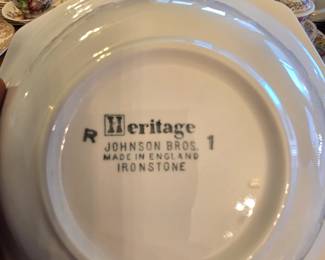 Heritage
R JOHNSON BROS. 1
MADE IN ENGLAND
IRONSTONE